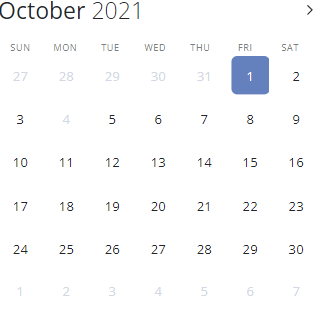 October 2021
SUN MON TUE WED THU FRI SAT
27 28 29 30 31 1 2
3 4 5 6 7 8 9
10 11 12 13 14 15 16
17 18 19 20 21 22 23
24 25 26 27 28 29 30
1 2 3 4 5 6 7